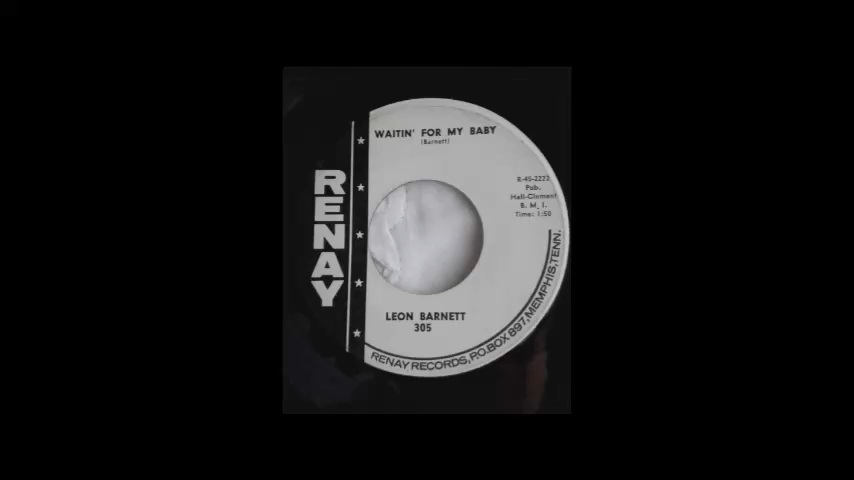 RENAY
WAITIN' FOR MY BABY
(Barnett)
R-45-2222
Pub.
Hall-Clement
B. M. I.
Time: 1:50
LEON BARNETT
305
RENAY RECORDS, P.O. BOX 897, MEMPHIS, TENN.